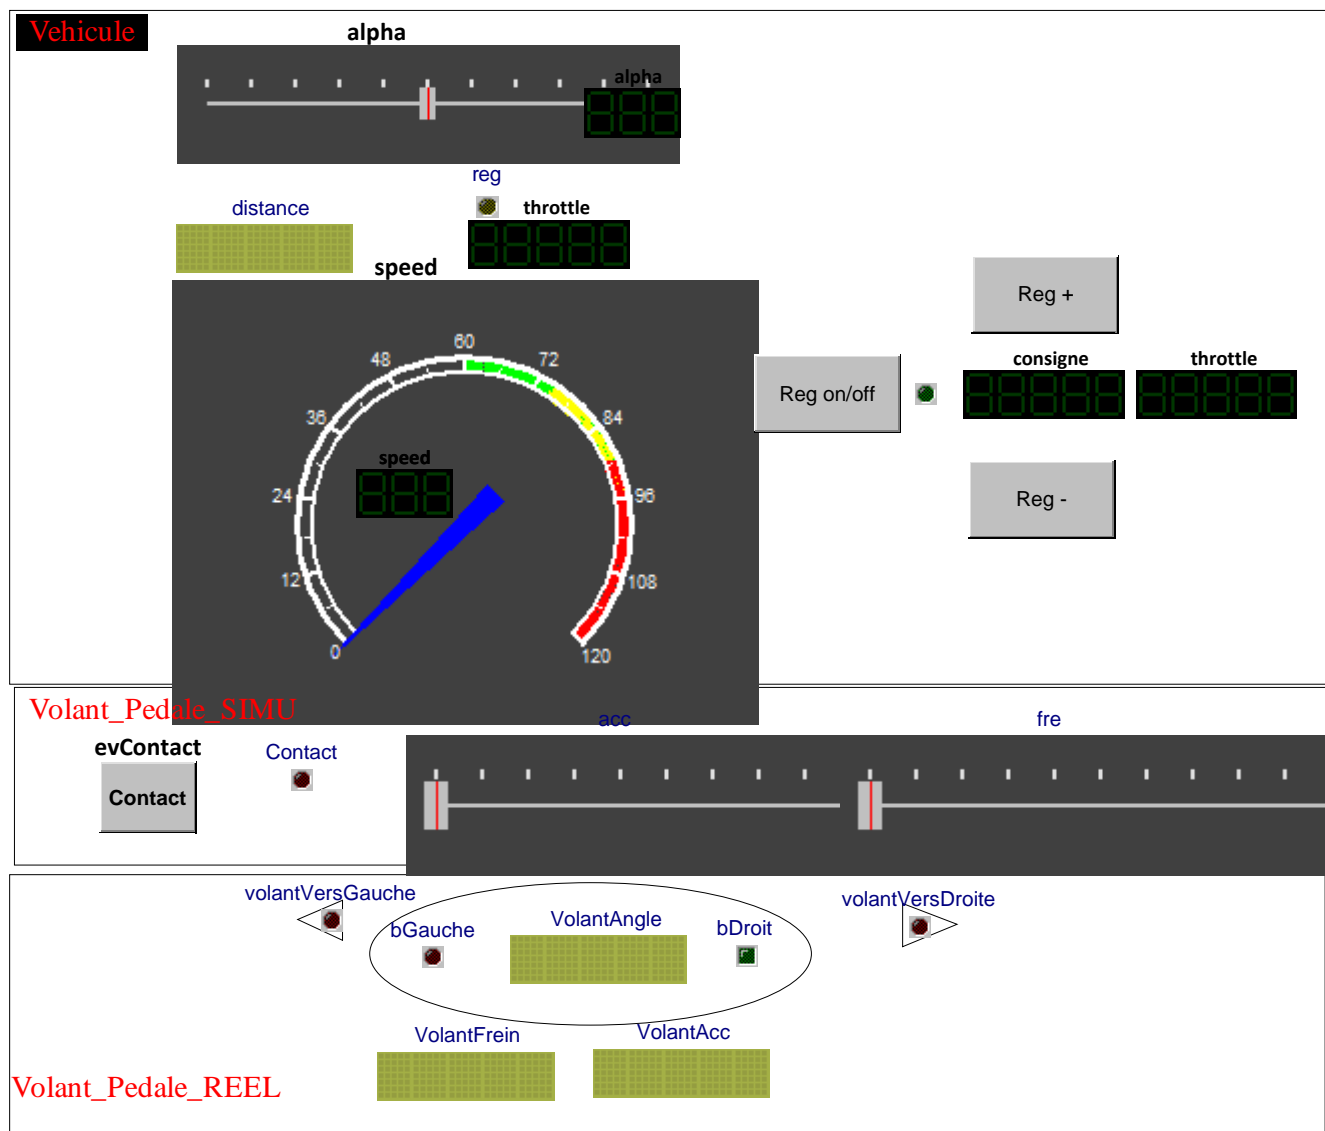 Vehicule
alpha
alpha
reg
distance
throttle
speed
Reg +
60
48
72
consigne
throttle
Reg on/off
36
84
speed
24
96
Reg -
12
108
0
120
Volant_Pedale_SIMU
acc
fre
evContact
Contact
Contact
volantVersGauche
volantVersDroite
bGauche
VolantAngle
bDroit
VolantFrein
VolantAcc
Volant_Pedale_REEL